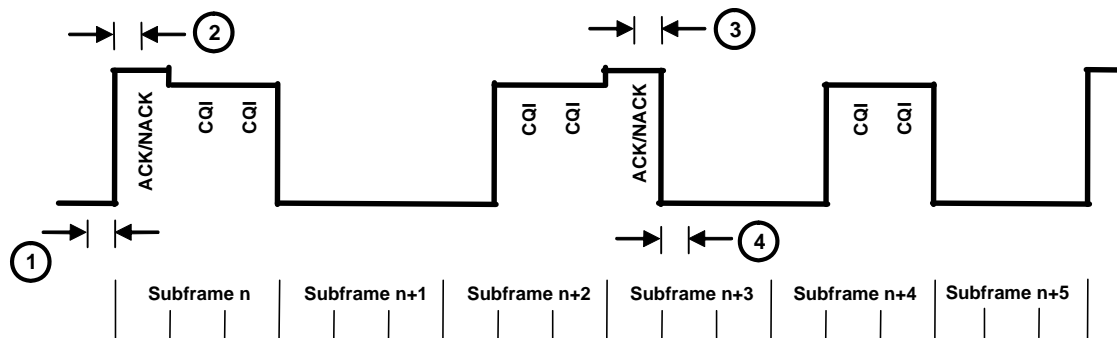 2
3
ACK/NACK
CQI
CQI
CQI
CQI
ACK/NACK
CQI
CQI
1
4
Subframe n
Subframe n+1
Subframe n+2
Subframe n+3
Subframe n+4
Subframe n+5